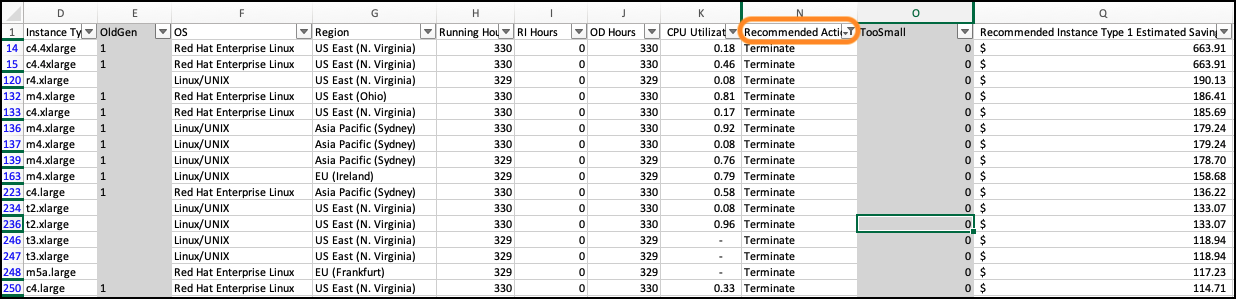 D E F G H I J K N O Q
1 Instance Ty OldGen OS Region Running Hou RI Hours OD Hours CPU Utilizat Recommended Acti TooSmall Recommended Instance Type 1 Estimated Savin
14 c4.4xlarge 1 Red Hat Enterprise Linux US East (N. Virginia) 330 0 330 0.18 Terminate 0 $ 663.91
15 c4.4xlarge 1 Red Hat Enterprise Linux US East (N. Virginia) 330 0 330 0.46 Terminate 0 $ 663.91
120 r4.xlarge Linux/UNIX US East (N. Virginia) 330 0 330 0.08 Terminate 0 $ 190.13
132 m4.xlarge 1 Red Hat Enterprise Linux US East (Ohio) 330 0 330 0.81 Terminate 0 $ 186.41
133 c4.xlarge 1 Red Hat Enterprise Linux US East (N. Virginia) 330 0 330 0.17 Terminate 0 $ 185.69
136 m4.xlarge 1 Linux/UNIX Asia Pacific (Sydney) 330 0 330 0.92 Terminate 0 $ 179.24
137 m4.xlarge 1 Linux/UNIX Asia Pacific (Sydney) 330 0 330 0.08 Terminate 0 $ 179.24
139 m4.xlarge 1 Linux/UNIX Asia Pacific (Sydney) 329 0 329 0.76 Terminate 0 $ 178.70
163 m4.xlarge 1 Linux/UNIX EU (Ireland) 329 0 329 0.79 Terminate 0 $ 158.68
223 c4.large 1 Red Hat Enterprise Linux Asia Pacific (Sydney) 330 0 330 0.58 Terminate 0 $ 136.22
234 t2.xlarge Linux/UNIX US East (N. Virginia) 330 0 330 0.08 Terminate 0 $ 133.07
236 t2.xlarge Linux/UNIX US East (N. Virginia) 330 0 330 0.96 Terminate 0 $ 133.07
246 t3.xlarge Linux/UNIX US East (N. Virginia) 329 0 329 - Terminate 0 $ 118.94
247 t3.xlarge Linux/UNIX US East (N. Virginia) 329 0 329 - Terminate 0 $ 118.94
248 m5a.large Red Hat Enterprise Linux EU (Frankfurt) 329 0 329 - Terminate 0 $ 117.23
250 c4.large 1 Red Hat Enterprise Linux US East (N. Virginia) 330 0 330 0.33 Terminate 0 $ 114.71